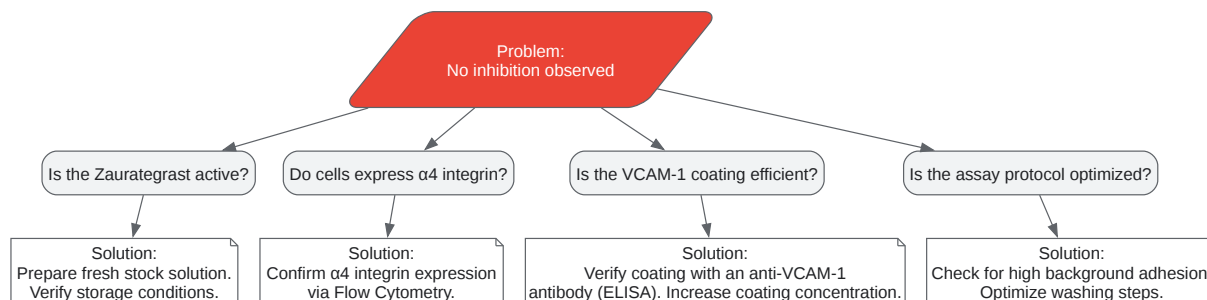 Problem:
No inhibition observed
Is the Zaurategrast active?
Do cells express α4 integrin?
Is the VCAM-1 coating efficient?
Is the assay protocol optimized?
Solution:
Prepare fresh stock solution.
Verify storage conditions.
Solution:
Confirm α4 integrin expression
via Flow Cytometry.
Solution:
Verify coating with an anti-VCAM-1
antibody (ELISA). Increase coating concentration.
Solution:
Check for high background adhesion
Optimize washing steps.